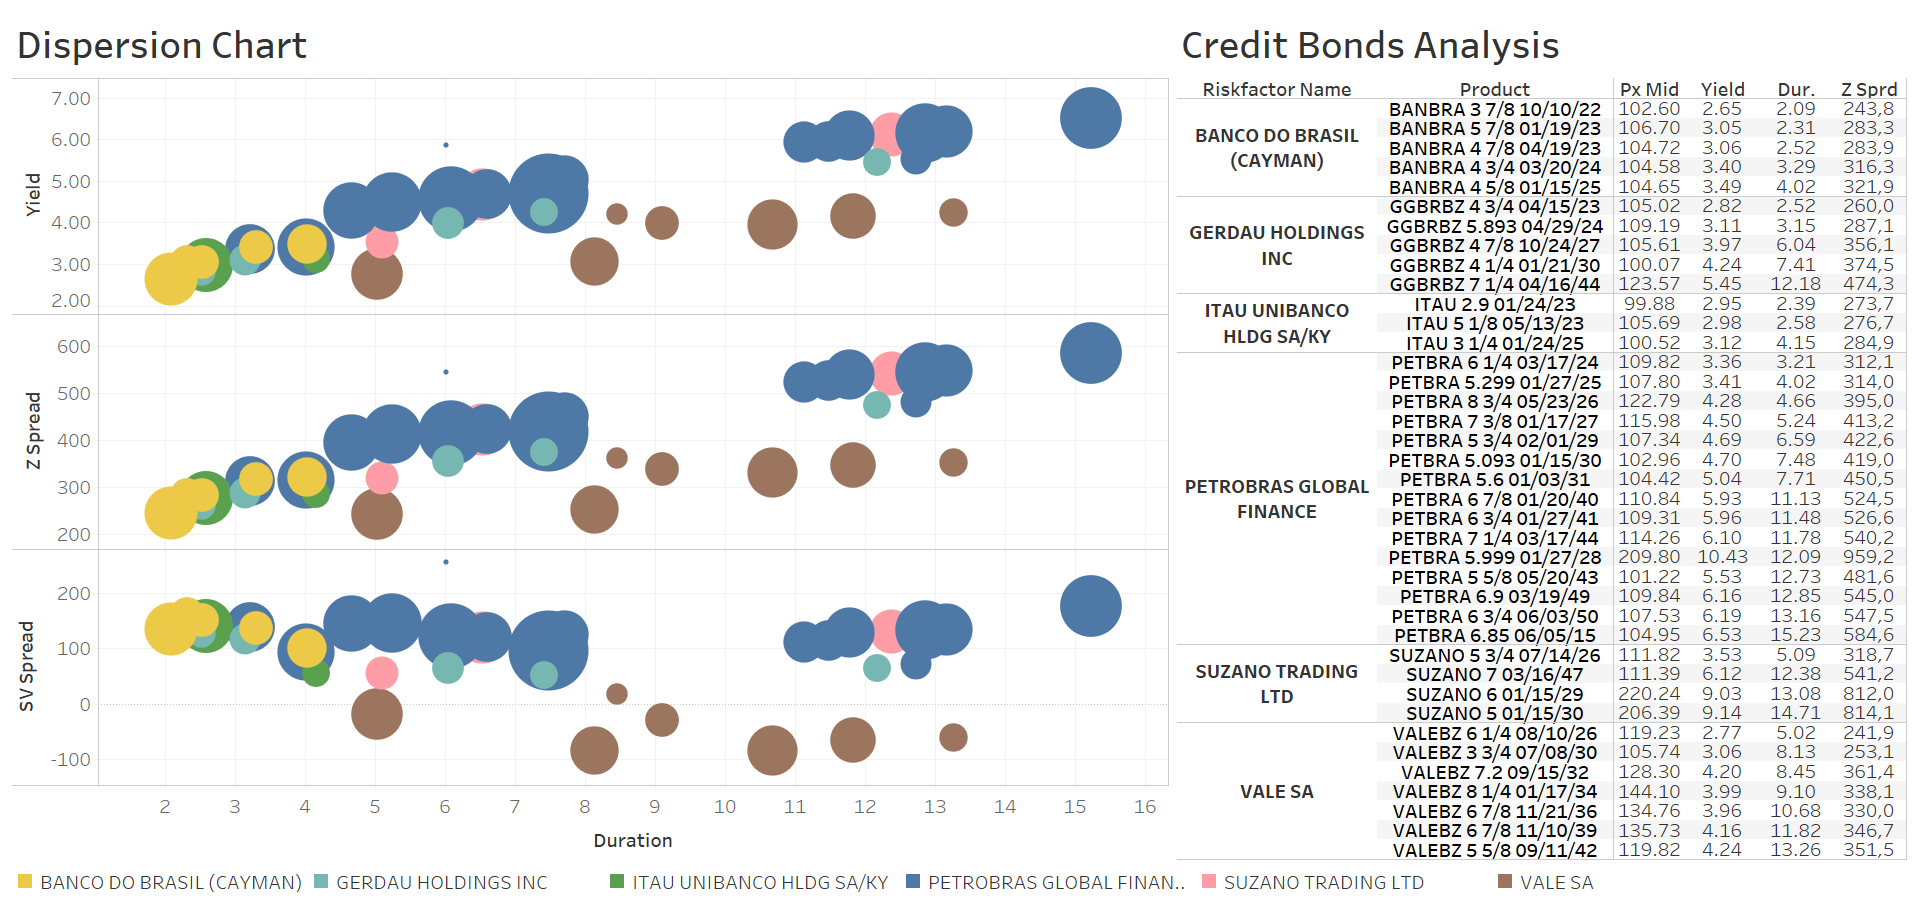 Dispersion Chart
Yield
7.00
6.00
5.00
4.00
3.00
2.00
Z Spread
600
500
400
300
200
SV Spread
200
100
0
-100
2 3 4 5 6 7 8 9 10 11 12 13 14 15 16
Duration
BANCO DO BRASIL (CAYMAN) GERDAU HOLDINGS INC ITAU UNIBANCO HLDG SA/KY PETROBRAS GLOBAL FINAN.. SUZANO TRADING LTD VALE SA
Credit Bonds Analysis
Riskfactor Name Product Px Mid Yield Dur. Z Sprd
BANCO DO BRASIL
(CAYMAN)
BANBRA 3 7/8 10/10/22 102.60 2.65 2.09 243,8
BANBRA 5 7/8 01/19/23 106.70 3.05 2.31 283,3
BANBRA 4 7/8 04/19/23 104.72 3.06 2.52 283,9
BANBRA 4 3/4 03/20/24 104.58 3.40 3.29 316,3
BANBRA 4 5/8 01/15/25 104.65 3.49 4.02 321,9
GERDAU HOLDINGS
INC
GGBRBZ 4 3/4 04/15/23 105.02 2.82 2.52 260,0
GGBRBZ 5.893 04/29/24 109.19 3.11 3.15 287,1
GGBRBZ 4 7/8 10/24/27 105.61 3.97 6.04 356,1
GGBRBZ 4 1/4 01/21/30 100.07 4.24 7.41 374,5
GGBRBZ 7 1/4 04/16/44 123.57 5.45 12.18 474,3
ITAU UNIBANCO
HLDG SA/KY
ITAU 2.9 01/24/23 99.88 2.95 2.39 273,7
ITAU 5 1/8 05/13/23 105.69 2.98 2.58 276,7
ITAU 3 1/4 01/24/25 100.52 3.12 4.15 284,9
PETROBRAS GLOBAL
FINANCE
PETBRA 6 1/4 03/17/24 109.82 3.36 3.21 312,1
PETBRA 5.299 01/27/25 107.80 3.41 4.02 314,0
PETBRA 8 3/4 05/23/26 122.79 4.28 4.66 395,0
PETBRA 7 3/8 01/17/27 115.98 4.50 5.24 413,2
PETBRA 5 3/4 02/01/29 107.34 4.69 6.59 422,6
PETBRA 5.093 01/15/30 102.96 4.70 7.48 419,0
PETBRA 5.6 01/03/31 104.42 5.04 7.71 450,5
PETBRA 6 7/8 01/20/40 110.84 5.93 11.13 524,5
PETBRA 6 3/4 01/27/41 109.31 5.96 11.48 526,6
PETBRA 7 1/4 03/17/44 114.26 6.10 11.78 540,2
PETBRA 5.999 01/27/28 209.80 10.43 12.09 959,2
PETBRA 5 5/8 05/20/43 101.22 5.53 12.73 481,6
PETBRA 6.9 03/19/49 109.84 6.16 12.85 545,0
PETBRA 6 3/4 06/03/50 107.53 6.19 13.16 547,5
PETBRA 6.85 06/05/15 104.95 6.53 15.23 584,6
SUZANO TRADING
LTD
SUZANO 5 3/4 07/14/26 111.82 3.53 5.09 318,7
SUZANO 7 03/16/47 111.39 6.12 12.38 541,2
SUZANO 6 01/15/29 220.24 9.03 13.08 812,0
SUZANO 5 01/15/30 206.39 9.14 14.71 814,1
VALE SA
VALEBZ 6 1/4 08/10/26 119.23 2.77 5.02 241,9
VALEBZ 3 3/4 07/08/30 105.74 3.06 8.13 253,1
VALEBZ 7.2 09/15/32 128.30 4.20 8.45 361,4
VALEBZ 8 1/4 01/17/34 144.10 3.99 9.10 338,1
VALEBZ 6 7/8 11/21/36 134.76 3.96 10.68 330,0
VALEBZ 6 7/8 11/10/39 135.73 4.16 11.82 346,7
VALEBZ 5 5/8 09/11/42 119.82 4.24 13.26 351,5